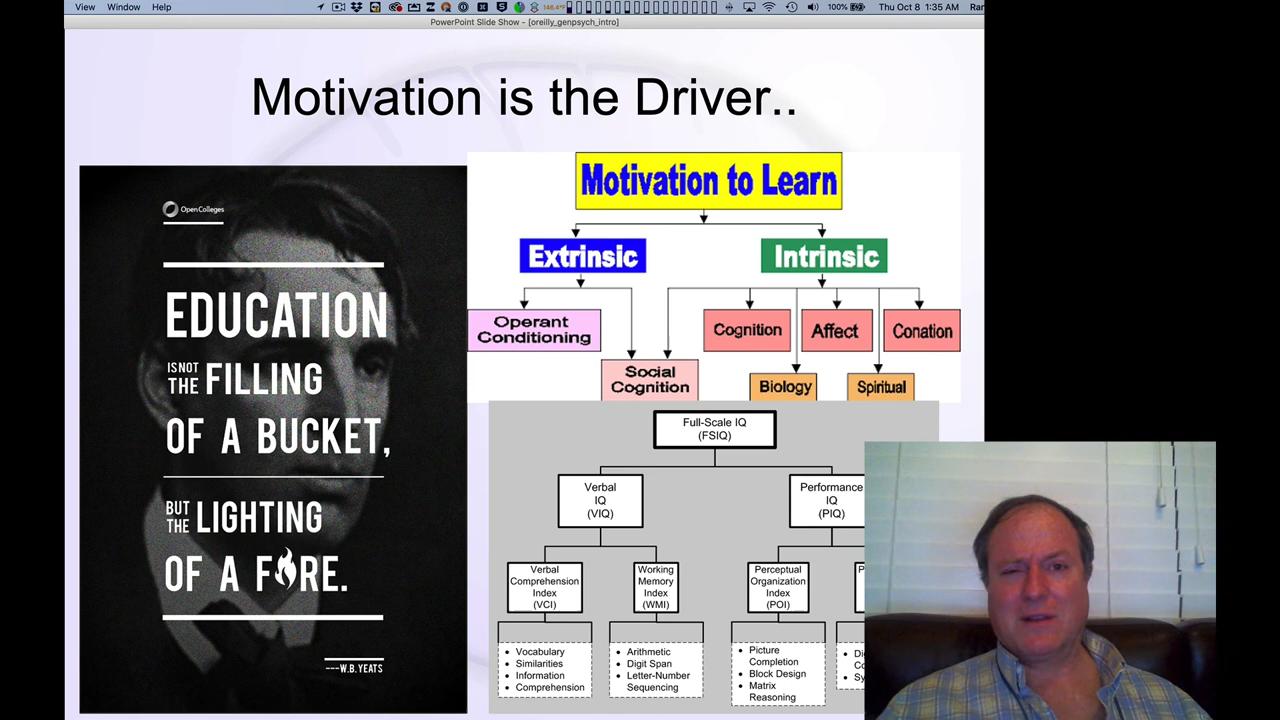 View Window Help
146.4°F
100%
Thu Oct 8 1:35 AM
PowerPoint Slide Show - [oreilly_genpsych_intro]
Motivation is the Driver..
OpenColleges
EDUCATION
IS NOT
THE FILLING
OF A BUCKET,
BUT
THE LIGHTING
OF A FIRE.
---W.B.YEATS
Motivation to Learn
Extrinsic
Intrinsic
Operant
Conditioning
Cognition
Affect
Conation
Social
Cognition
Biology
Spiritual
Full-Scale IQ
(FSIQ)
Verbal
IQ
(VIQ)
Performance
IQ
(PIQ)
Verbal
Comprehension
Index
(VCI)
Working
Memory
Index
(WMI)
Perceptual
Organization
Index
(POI)
• Vocabulary
• Similarities
• Information
• Comprehension
• Arithmetic
• Digit Span
• Letter-Number
Sequencing
• Picture
Completion
• Block Design
• Matrix
Reasoning